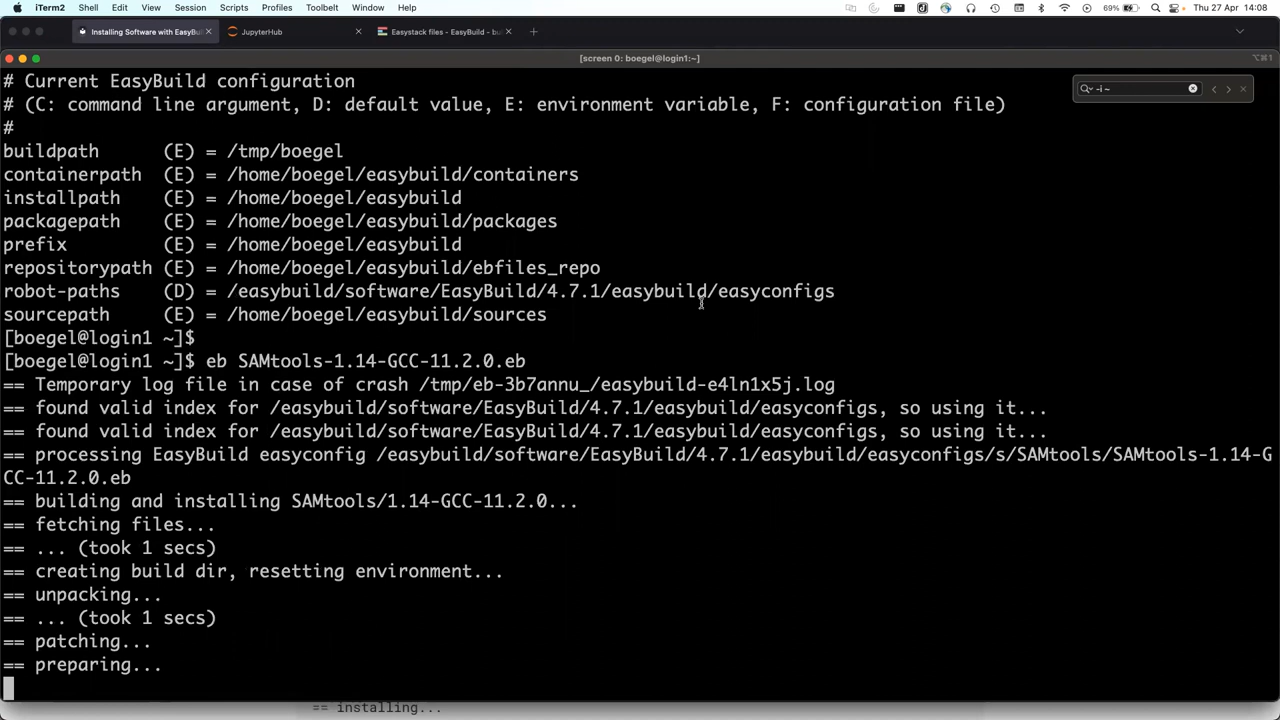 iTerm2 Shell Edit View Session Scripts Profiles Toolbelt Window Help 69% Thu 27 Apr 14:08
Installing Software with EasyBui JupyterHub Easystack files - EasyBuild - bu
[screen 0: boegel@login1:~] ⌥⌘1
# Current EasyBuild configuration
# (C: command line argument, D: default value, E: environment variable, F: configuration file)
#
-i ~
buildpath (E) = /tmp/boegel
containerpath (E) = /home/boegel/easybuild/containers
installpath (E) = /home/boegel/easybuild
packagepath (E) = /home/boegel/easybuild/packages
prefix (E) = /home/boegel/easybuild
repositorypath (E) = /home/boegel/easybuild/ebfiles_repo
robot-paths (D) = /easybuild/software/EasyBuild/4.7.1/easybuild/easyconfigs
sourcepath (E) = /home/boegel/easybuild/sources
[boegel@login1 ~]$
[boegel@login1 ~]$ eb SAMtools-1.14-GCC-11.2.0.eb
== Temporary log file in case of crash /tmp/eb-3b7annu_/easybuild-e4ln1x5j.log
== found valid index for /easybuild/software/EasyBuild/4.7.1/easybuild/easyconfigs, so using it...
== found valid index for /easybuild/software/EasyBuild/4.7.1/easybuild/easyconfigs, so using it...
== processing EasyBuild easyconfig /easybuild/software/EasyBuild/4.7.1/easybuild/easyconfigs/s/SAMtools/SAMtools-1.14-G
CC-11.2.0.eb
== building and installing SAMtools/1.14-GCC-11.2.0...
== fetching files...
== ... (took 1 secs)
== creating build dir, resetting environment...
== unpacking...
== ... (took 1 secs)
== patching...
== preparing...
== installing...